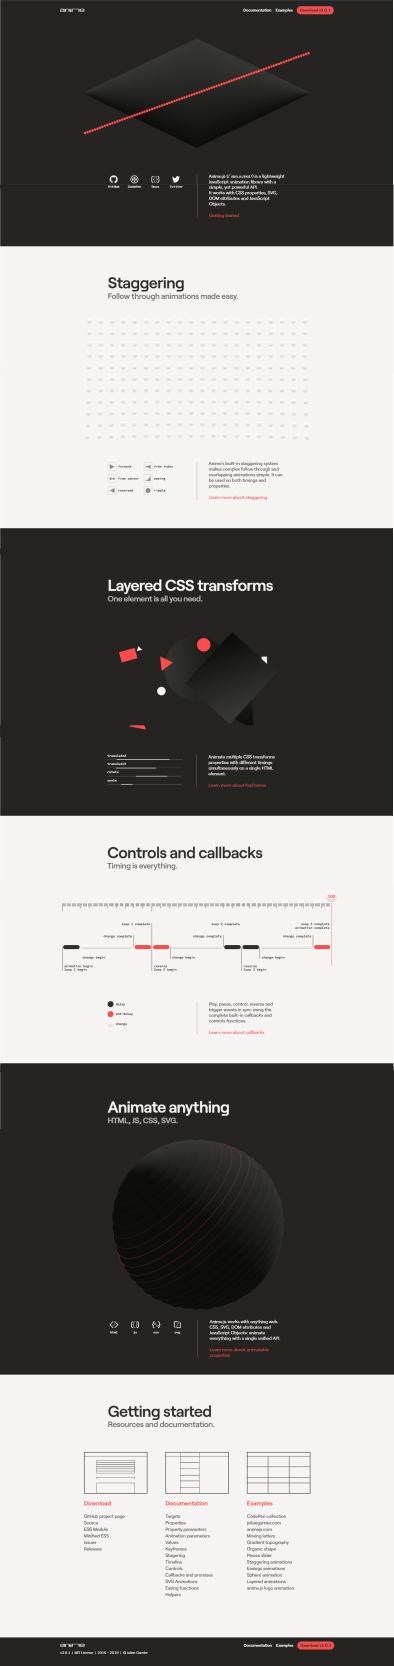 anime
Documentation Examples Download v3.0.1
Anime.js (/ˈæn.ə.meɪ/) is a lightweight
JavaScript animation library with a
simple, yet powerful API.
It works with CSS properties, SVG,
DOM attributes and JavaScript
Objects.
GitHub CodePen Docs Twitter
Getting started
Staggering
Follow through animations made easy.
forward from index
from center easing
reversed ripple
Anime's built-in staggering system
makes complex follow through and
overlapping animations simple. It can
be used on both timings and
properties.
Learn more about staggering
Layered CSS transforms
One element is all you need.
translateX
translateY
rotate
scale
Animate multiple CSS transforms
properties with different timings
simultaneously on a single HTML
element.
Learn more about keyframes
Controls and callbacks
Timing is everything.
loop 1 complete
loop 2 complete
loop 3 complete
animation complete
change complete
change complete
change complete
change begin
change begin
change begin
animation begin
loop 1 begin
reverse
loop 2 begin
reverse
loop 3 begin
delay
end delay
change
Play, pause, control, reverse and
trigger events in sync using the
complete built-in callbacks and
controls functions.
Learn more about callbacks
Animate anything
HTML, JS, CSS, SVG.
html js css svg
Anime.js works with anything web.
CSS, SVG, DOM attributes and
JavaScript Objects: animate
everything with a single unified API.
Learn more about animatable
properties
Getting started
Resources and documentation.
Download
GitHub project page
Source
ES6 Module
Minified ES5
Issues
Releases
Documentation
Targets
Properties
Property parameters
Animation parameters
Values
Keyframes
Stagering
Timeline
Controls
Callbacks and promises
SVG Animations
Easing functions
Helpers
Examples
CodePen collection
juliangarnier.com
animejs.com
Moving letters
Gradient topography
Organic shape
Pieces slider
Staggering animations
Easings animations
Sphere animation
Layered animations
anime.js logo animation
anime
Documentation Examples Download v3.0.1
v3.0.1 | MIT License | 2016 - 2019 | © Julian Garnier